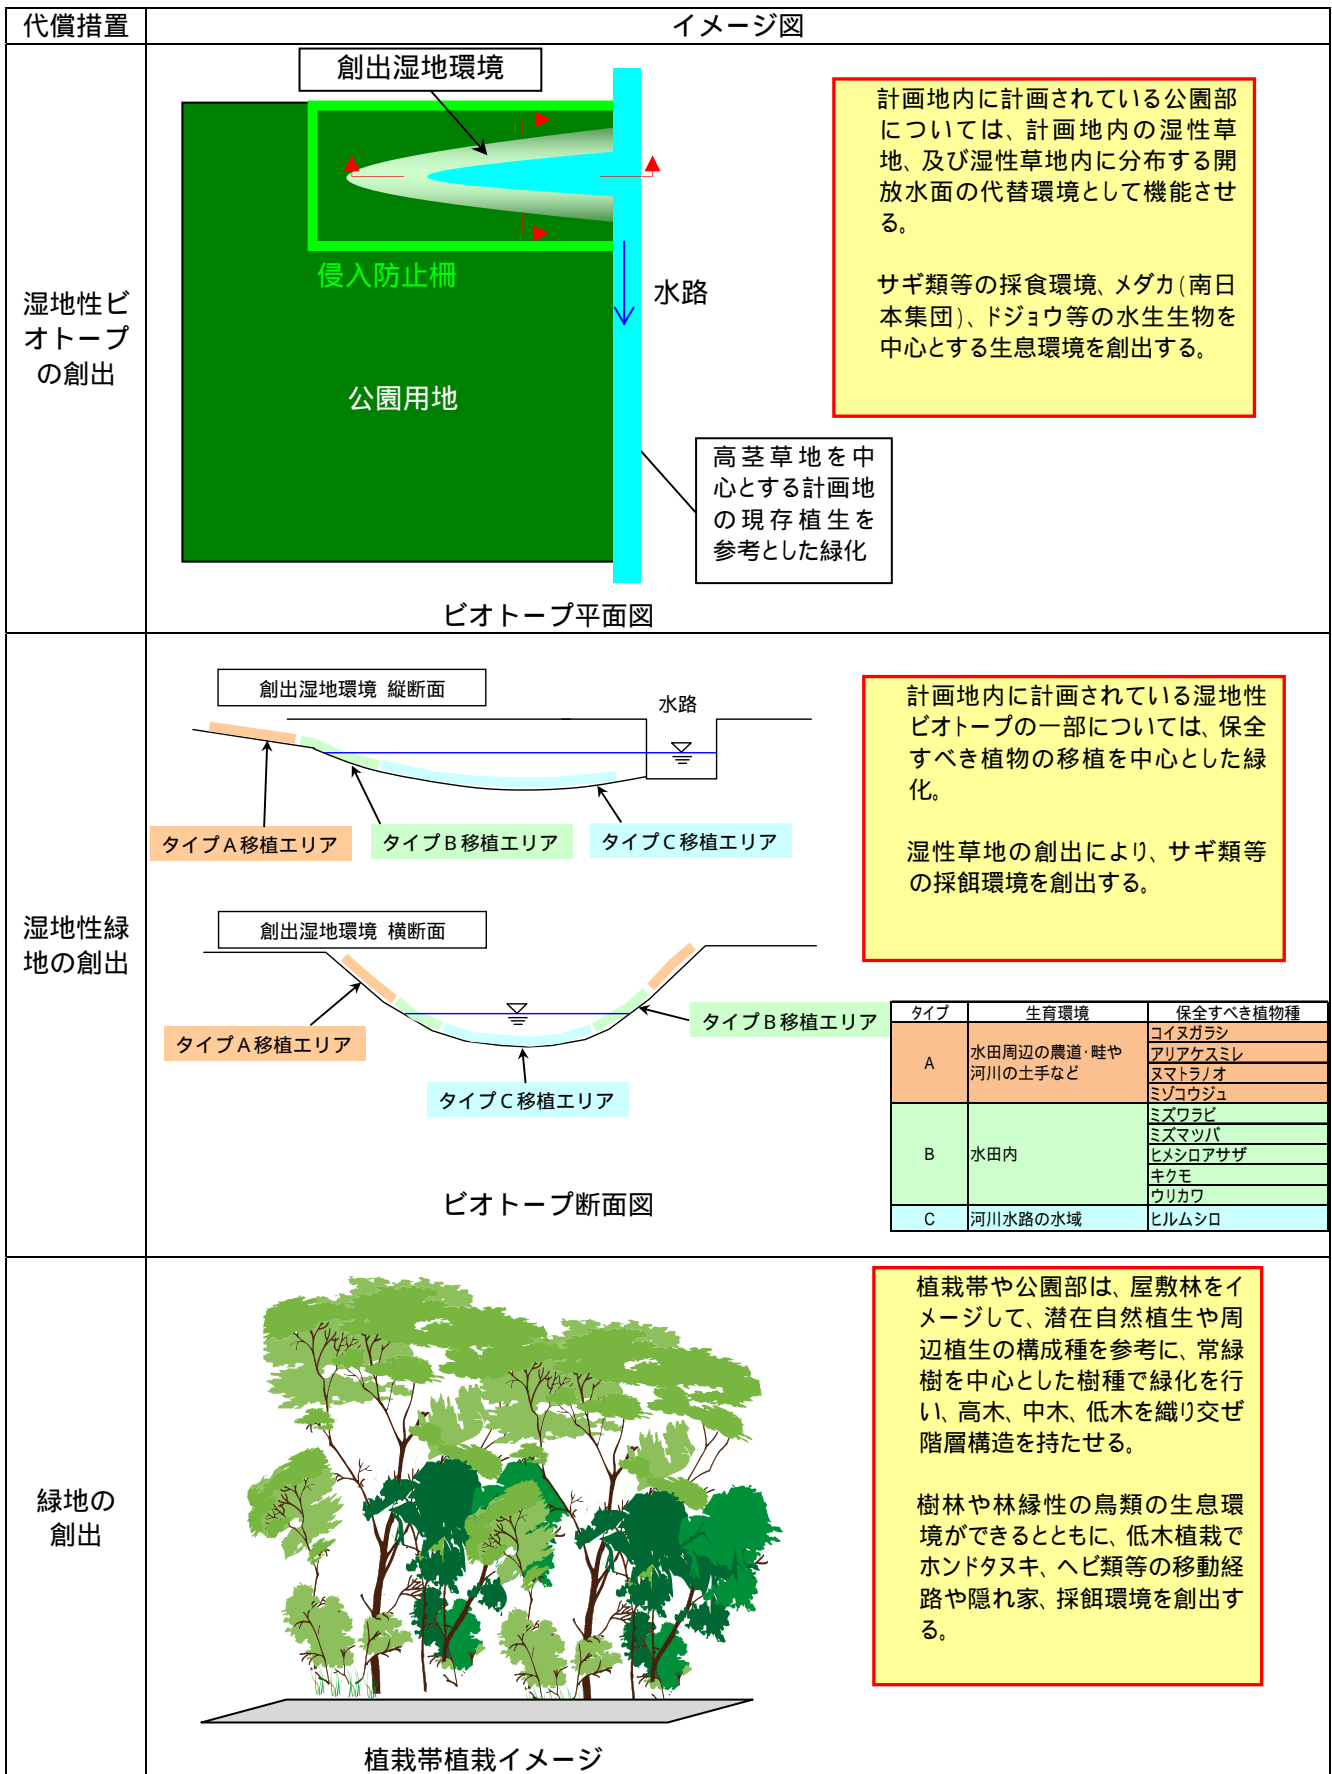 代償措置
イメージ図
湿地性ビ
オトープ
の創出
創出湿地環境
侵入防止柵
水路
公園用地
高茎草地を中
心とする計画地
の現存植生を
参考とした緑化
ビオトープ平面図
計画地内に計画されている公園部
については、計画地内の湿性草
地、及び湿性草地内に分布する開
放水面の代替環境として機能させ
る。
サギ類等の採食環境、メダカ(南日
本集団)、ドジョウ等の水生生物を
中心とする生息環境を創出する。
湿地性緑
地の創出
創出湿地環境 縦断面
水路
タイプA移植エリア
タイプB移植エリア
タイプC移植エリア
創出湿地環境 横断面
タイプA移植エリア
タイプB移植エリア
タイプC移植エリア
ビオトープ断面図
計画地内に計画されている湿地性
ビオトープの一部については、保全
すべき植物の移植を中心とした緑
化。
湿性草地の創出により、サギ類等
の採餌環境を創出する。
タイプ 生育環境 保全すべき植物種
A 水田周辺の農道・畦や
河川の土手など
コイヌガラシ
アリアケスミレ
ヌマトラノオ
ミゾコウジュ
B 水田内
ミズワラビ
ミズマツバ
ヒメシロアサザ
キクモ
ウリカワ
C 河川水路の水域 ヒルムシロ
緑地の
創出
植栽帯植栽イメージ
植栽帯や公園部は、屋敷林をイ
メージして、潜在自然植生や周
辺植生の構成種を参考に、常緑
樹を中心とした樹種で緑化を行
い、高木、中木、低木を織り交ぜ
階層構造を持たせる。
樹林や林縁性の鳥類の生息環
境ができるとともに、低木植栽で
ホンドタヌキ、ヘビ類等の移動経
路や隠れ家、採餌環境を創出す
る。